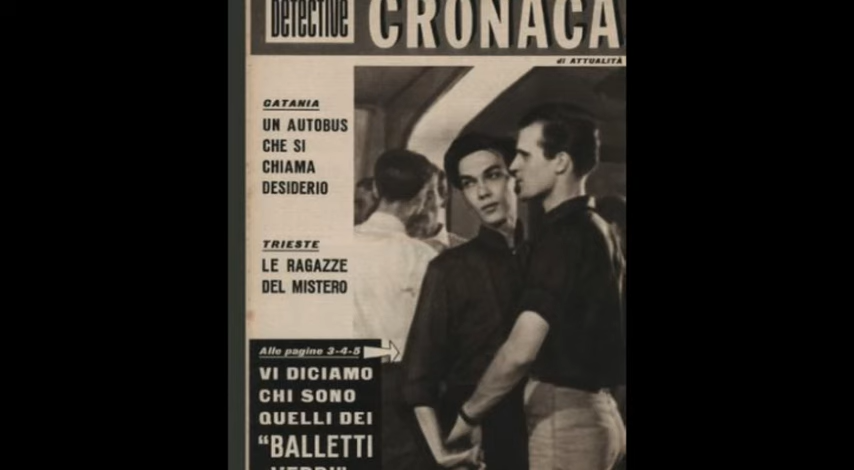 DETECTIVE
CRONACA
di ATTUALITÀ
CATANIA
UN AUTOBUS
CHE SI
CHIAMA
DESIDERIO
TRIESTE
LE RAGAZZE
DEL MISTERO
Alle pagine 3-4-5
VI DICIAMO
CHI SONO
QUELLI DEI
“BALLETTI
VERDI”